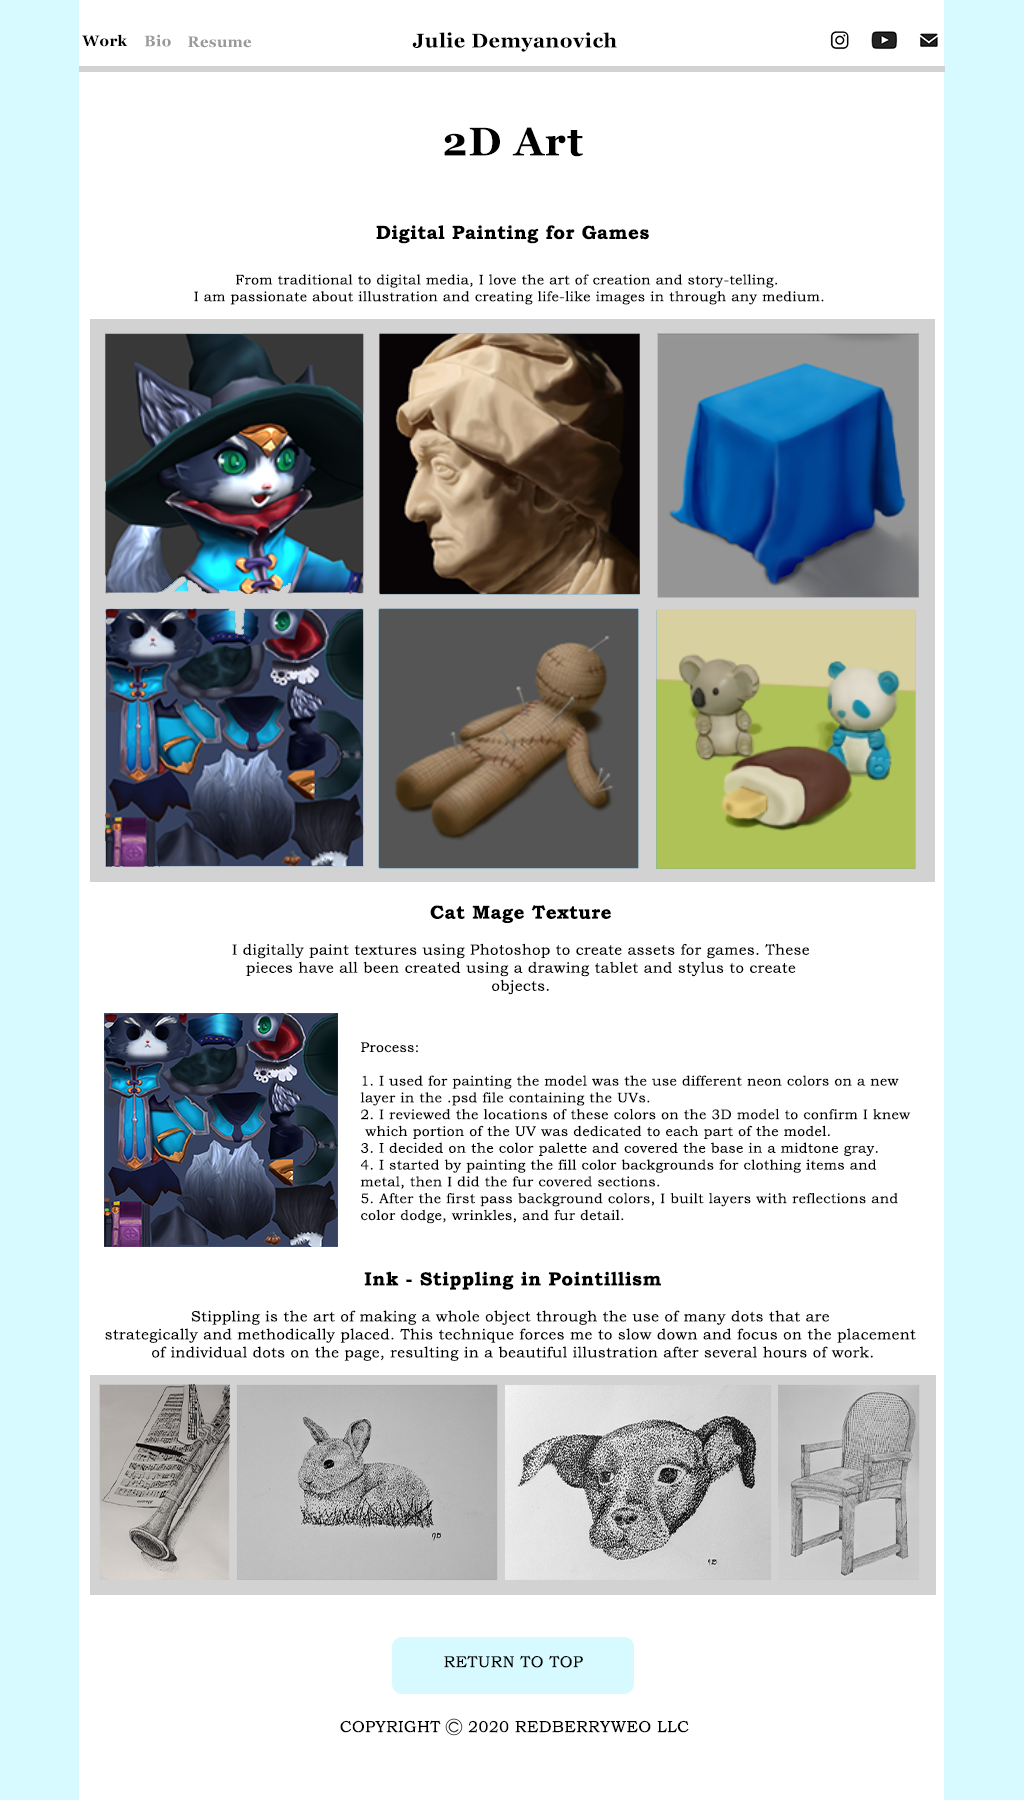 Work Bio Resume
Julie Demyanovich
2D Art
Digital Painting for Games
From traditional to digital media, I love the art of creation and story-telling.
I am passionate about illustration and creating life-like images in through any medium.
Cat Mage Texture
I digitally paint textures using Photoshop to create assets for games. These
pieces have all been created using a drawing tablet and stylus to create
objects.
Process:
1. I used for painting the model was the use different neon colors on a new
layer in the .psd file containing the UVs.
2. I reviewed the locations of these colors on the 3D model to confirm I knew
which portion of the UV was dedicated to each part of the model.
3. I decided on the color palette and covered the base in a midtone gray.
4. I started by painting the fill color backgrounds for clothing items and
metal, then I did the fur covered sections.
5. After the first pass background colors, I built layers with reflections and
color dodge, wrinkles, and fur detail.
Ink - Stippling in Pointillism
Stippling is the art of making a whole object through the use of many dots that are
strategically and methodically placed. This technique forces me to slow down and focus on the placement
of individual dots on the page, resulting in a beautiful illustration after several hours of work.
RETURN TO TOP
COPYRIGHT © 2020 REDBERRYWEO LLC